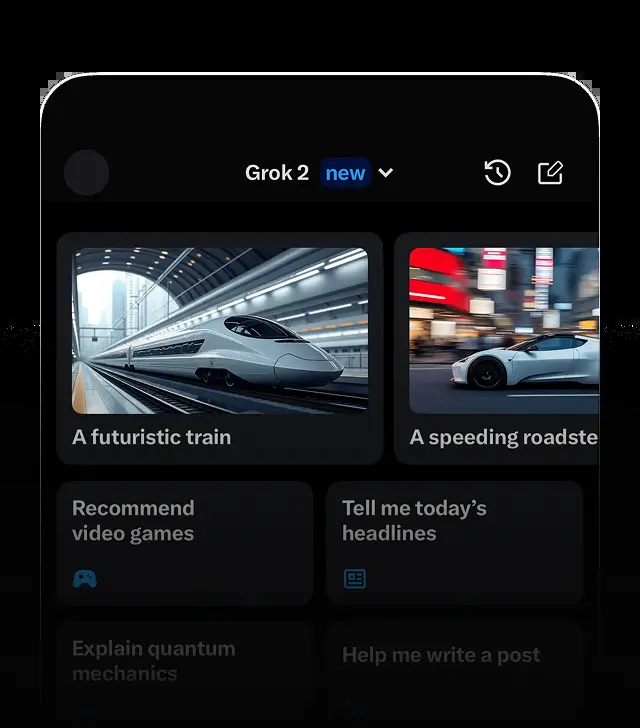 Grok 2 new
A futuristic train
A speeding roadste
Recommend
video games
Tell me today’s
headlines
Explain quantum
mechanics
Help me write a post